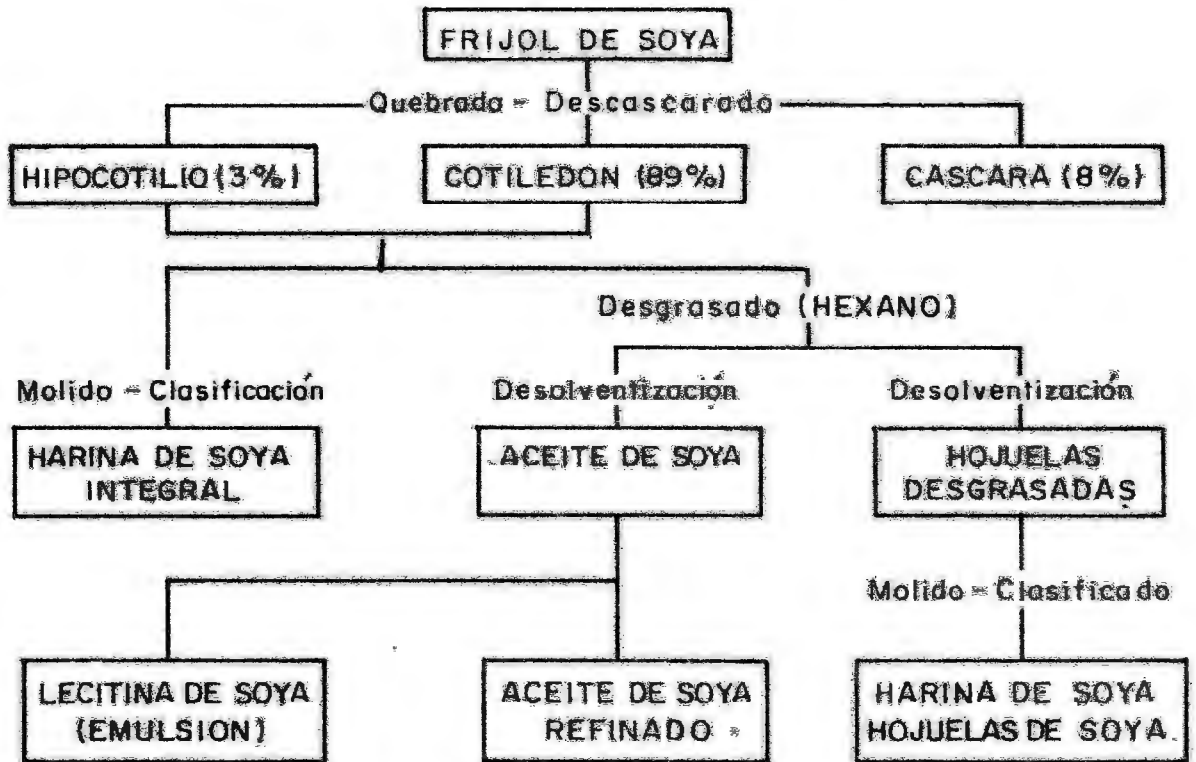 FRIJOL DE SOYA
Quebrada - Descascarado
HIPOCOTILIO (3%)
COTILEDON (89%)
CASCARA (8%)
Desgrasado (HEXANO)
Molido - Clasificación
Desolventización
Desolventización
HARINA DE SOYA
INTEGRAL
ACEITE DE SOYA
HOJUELAS
DESGRASADAS
Molido - Clasificado
LECITINA DE SOYA
(EMULSION)
ACEITE DE SOYA
REFINADO
HARINA DE SOYA
HOJUELAS DE SOYA